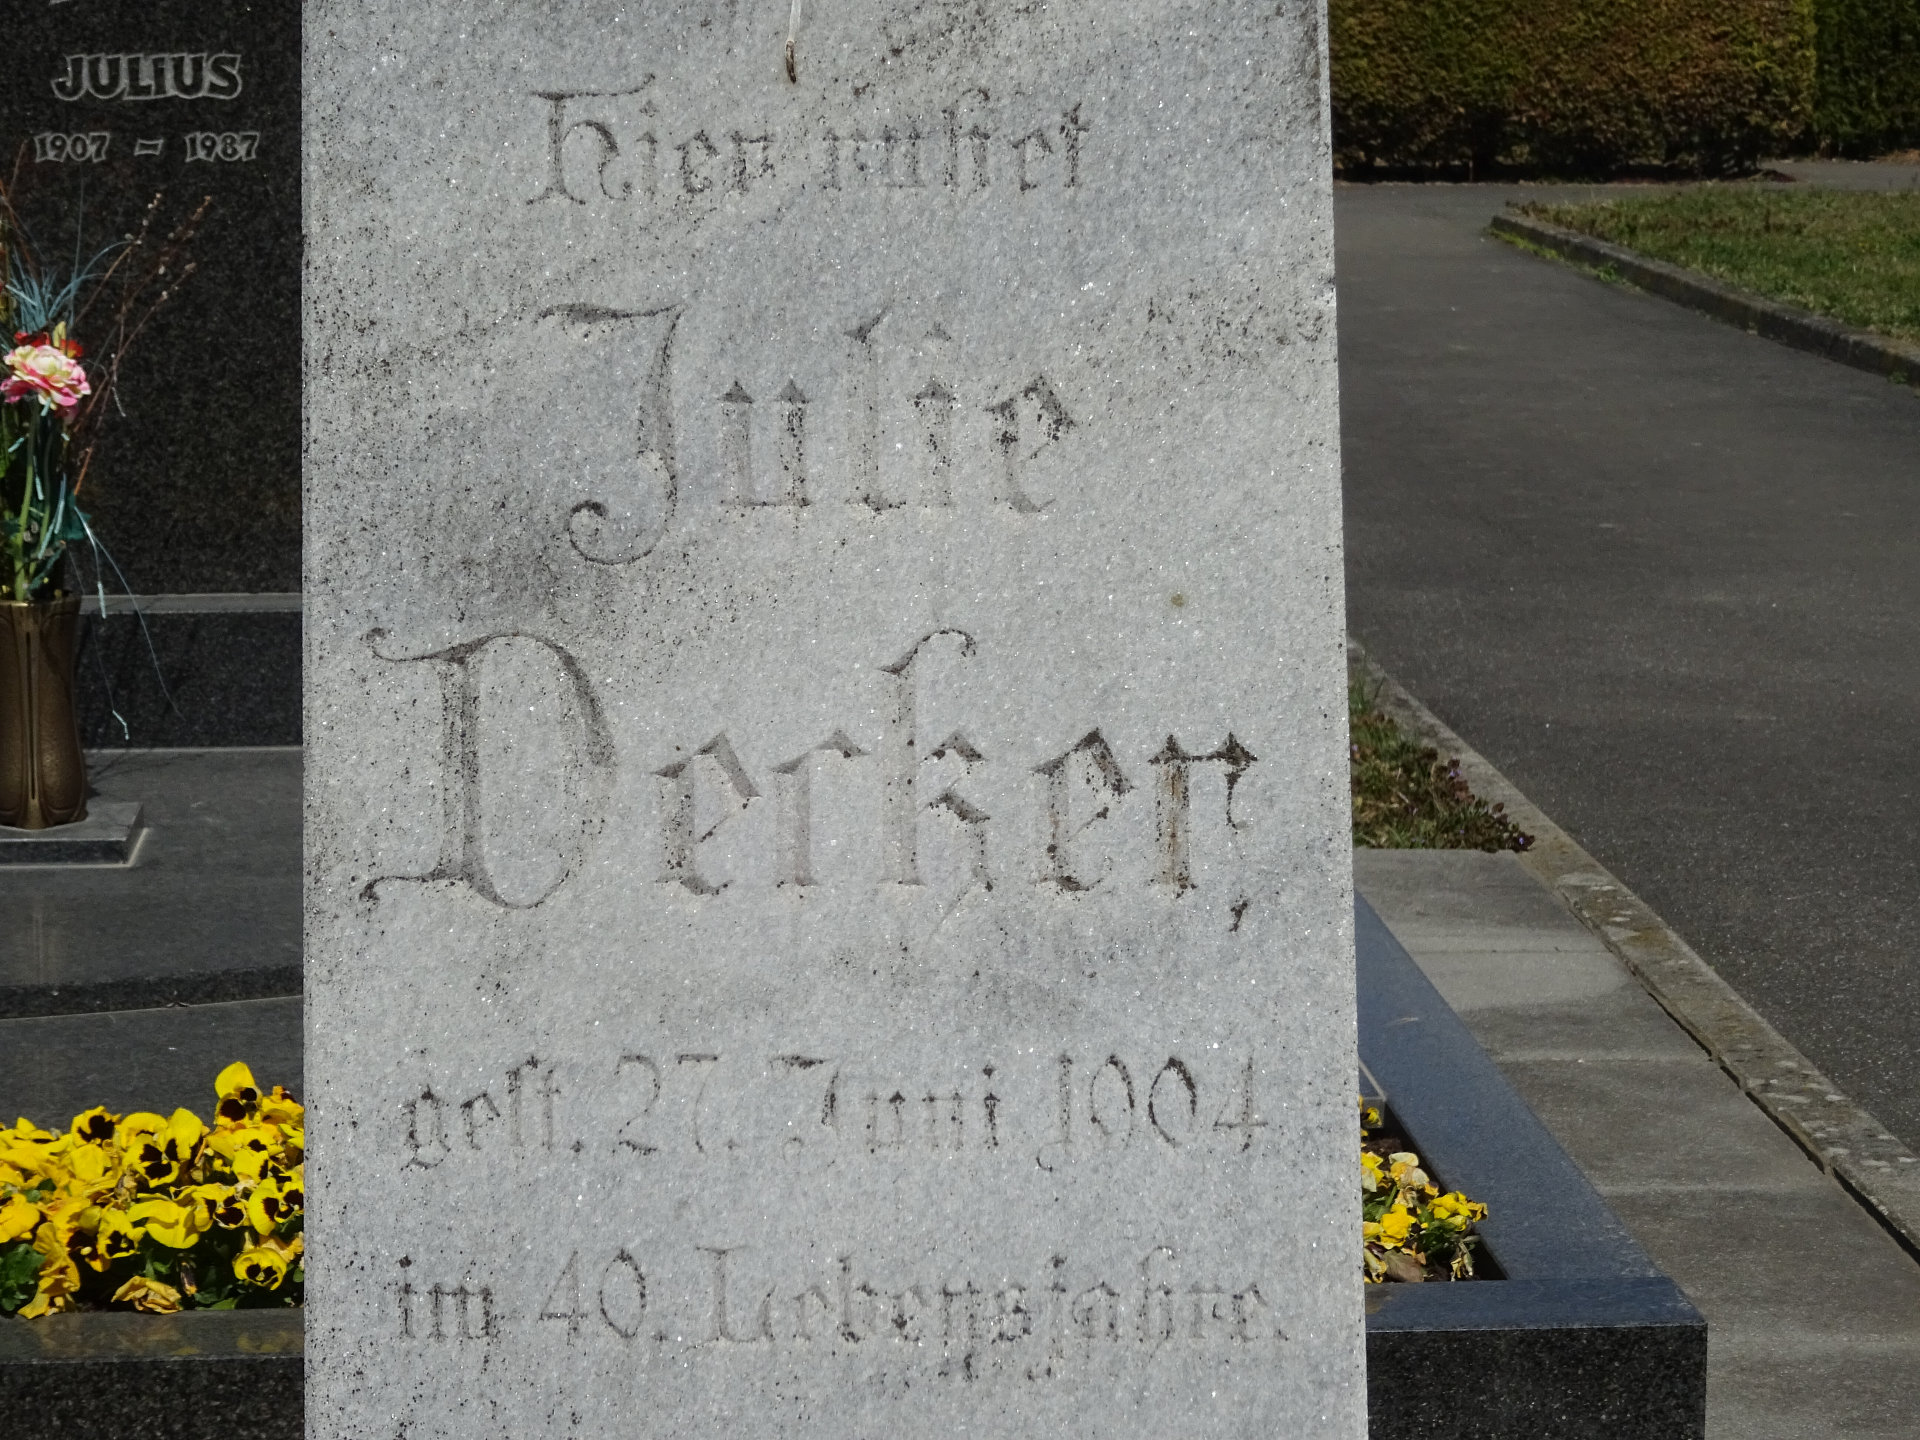 JULIUS
1907 – 1987
Hier ruhet
Julie
Decker,
gest. 27. Juni 1904
im 40. Lebensjahre.